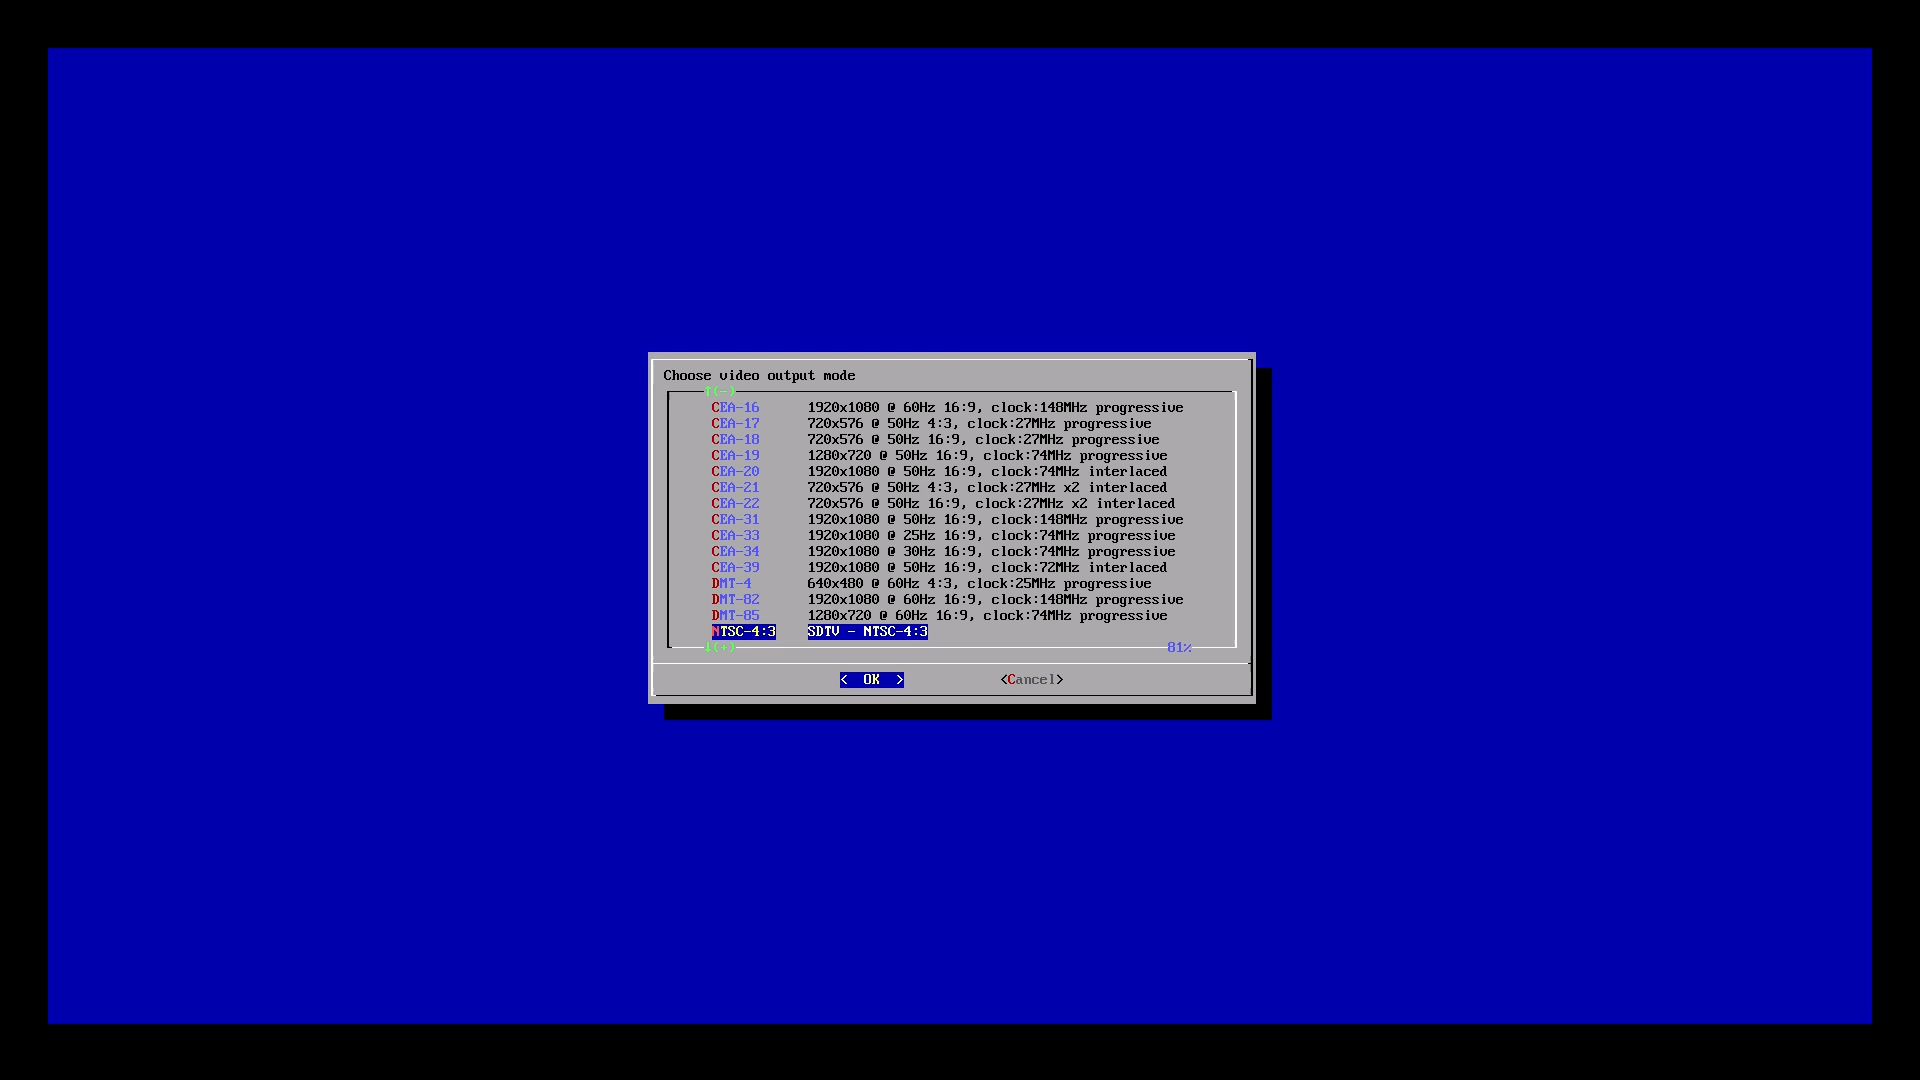 Choose video output mode
↑(-)
CEA-16 1920x1080 @ 60Hz 16:9, clock:148MHz progressive
CEA-17 720x576 @ 50Hz 4:3, clock:27MHz progressive
CEA-18 720x576 @ 50Hz 16:9, clock:27MHz progressive
CEA-19 1280x720 @ 50Hz 16:9, clock:74MHz progressive
CEA-20 1920x1080 @ 50Hz 16:9, clock:74MHz interlaced
CEA-21 720x576 @ 50Hz 4:3, clock:27MHz x2 interlaced
CEA-22 720x576 @ 50Hz 16:9, clock:27MHz x2 interlaced
CEA-31 1920x1080 @ 50Hz 16:9, clock:148MHz progressive
CEA-33 1920x1080 @ 25Hz 16:9, clock:74MHz progressive
CEA-34 1920x1080 @ 30Hz 16:9, clock:74MHz progressive
CEA-39 1920x1080 @ 50Hz 16:9, clock:72MHz interlaced
DMT-4 640x480 @ 60Hz 4:3, clock:25MHz progressive
DMT-82 1920x1080 @ 60Hz 16:9, clock:148MHz progressive
DMT-85 1280x720 @ 60Hz 16:9, clock:74MHz progressive
NTSC-4:3 SDTV - NTSC-4:3
↓(+) 81%
< OK > <Cancel>